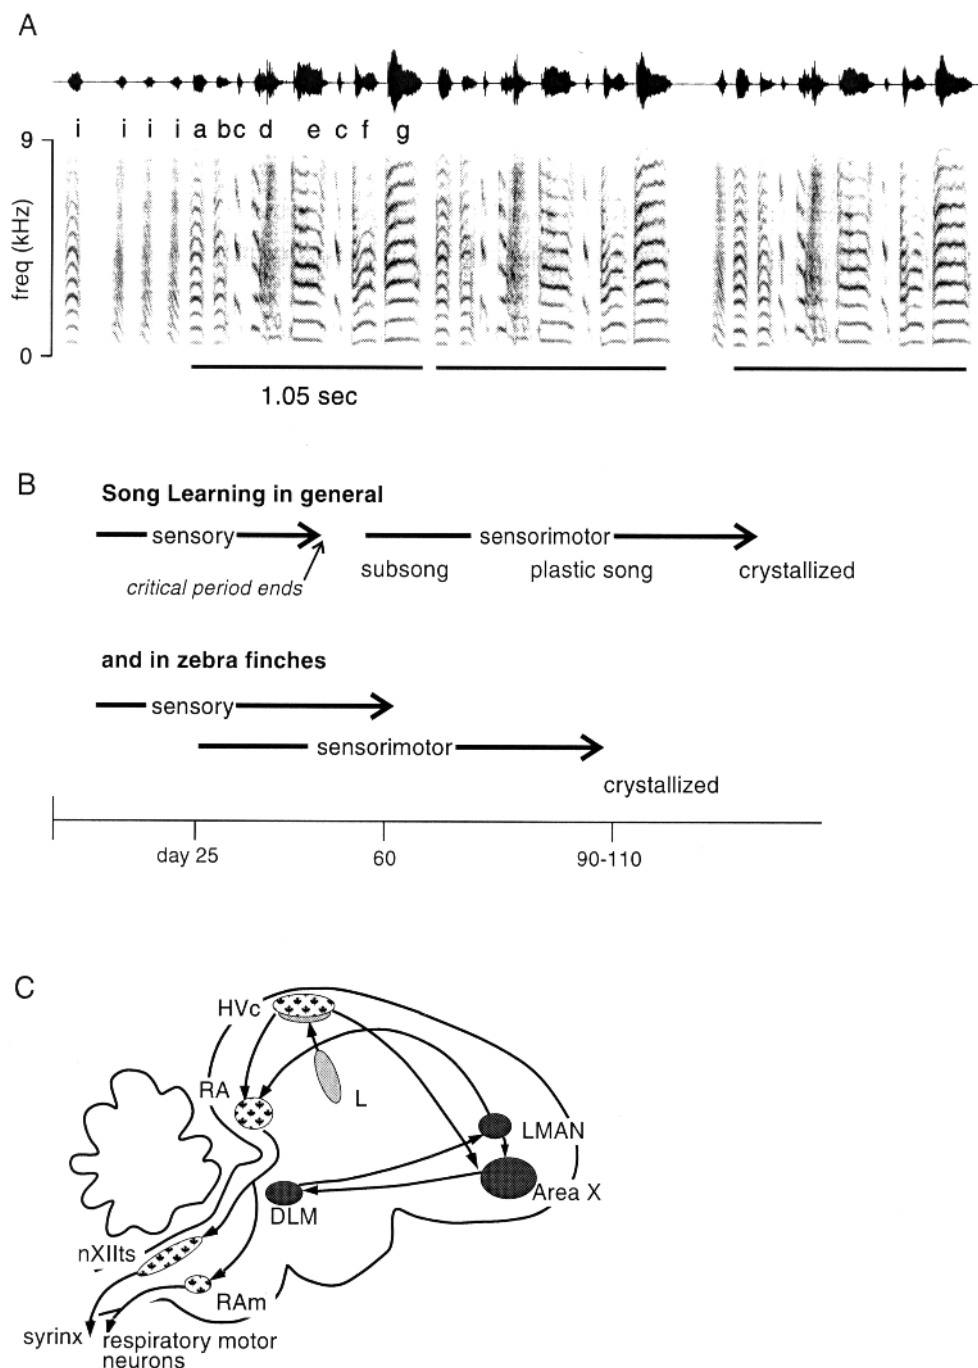 A
i i i i a b c d e c f g
9
freq (kHz)
0
1.05 sec
B
Song Learning in general
sensory
sensorimotor
critical period ends
subsong
plastic song
crystallized
and in zebra finches
sensory
sensorimotor
crystallized
day 25
60
90-110
C
HVc
RA
L
LMAN
Area X
DLM
nXIIts
RAm
syrinx
respiratory motor
neurons